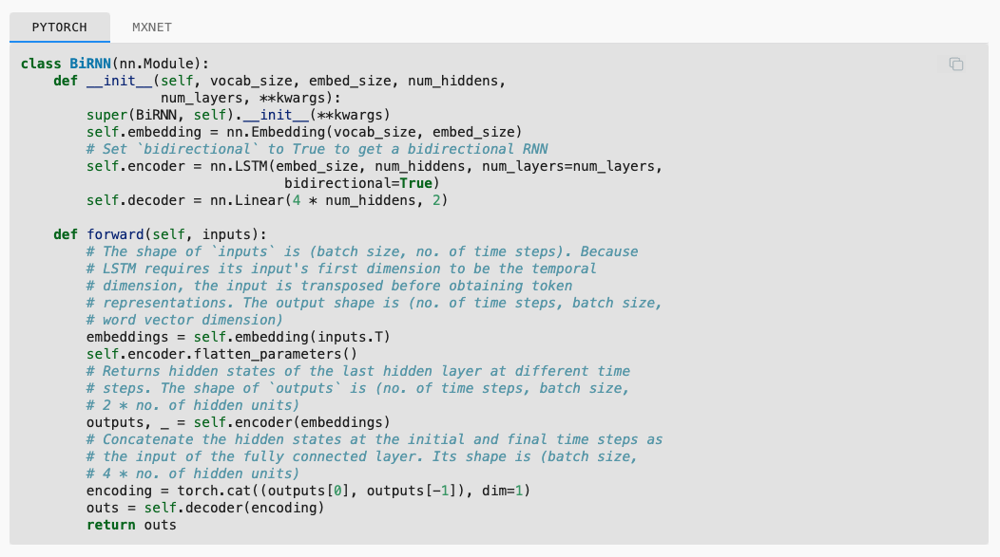 PYTORCH MXNET
class BiRNN(nn.Module):
    def __init__(self, vocab_size, embed_size, num_hiddens,
                 num_layers, **kwargs):
        super(BiRNN, self).__init__(**kwargs)
        self.embedding = nn.Embedding(vocab_size, embed_size)
        # Set `bidirectional` to True to get a bidirectional RNN
        self.encoder = nn.LSTM(embed_size, num_hiddens, num_layers=num_layers,
                                bidirectional=True)
        self.decoder = nn.Linear(4 * num_hiddens, 2)

    def forward(self, inputs):
        # The shape of `inputs` is (batch size, no. of time steps). Because
        # LSTM requires its input's first dimension to be the temporal
        # dimension, the input is transposed before obtaining token
        # representations. The output shape is (no. of time steps, batch size,
        # word vector dimension)
        embeddings = self.embedding(inputs.T)
        self.encoder.flatten_parameters()
        # Returns hidden states of the last hidden layer at different time
        # steps. The shape of `outputs` is (no. of time steps, batch size,
        # 2 * no. of hidden units)
        outputs, _ = self.encoder(embeddings)
        # Concatenate the hidden states at the initial and final time steps as
        # the input of the fully connected layer. Its shape is (batch size,
        # 4 * no. of hidden units)
        encoding = torch.cat((outputs[0], outputs[-1]), dim=1)
        outs = self.decoder(encoding)
        return outs